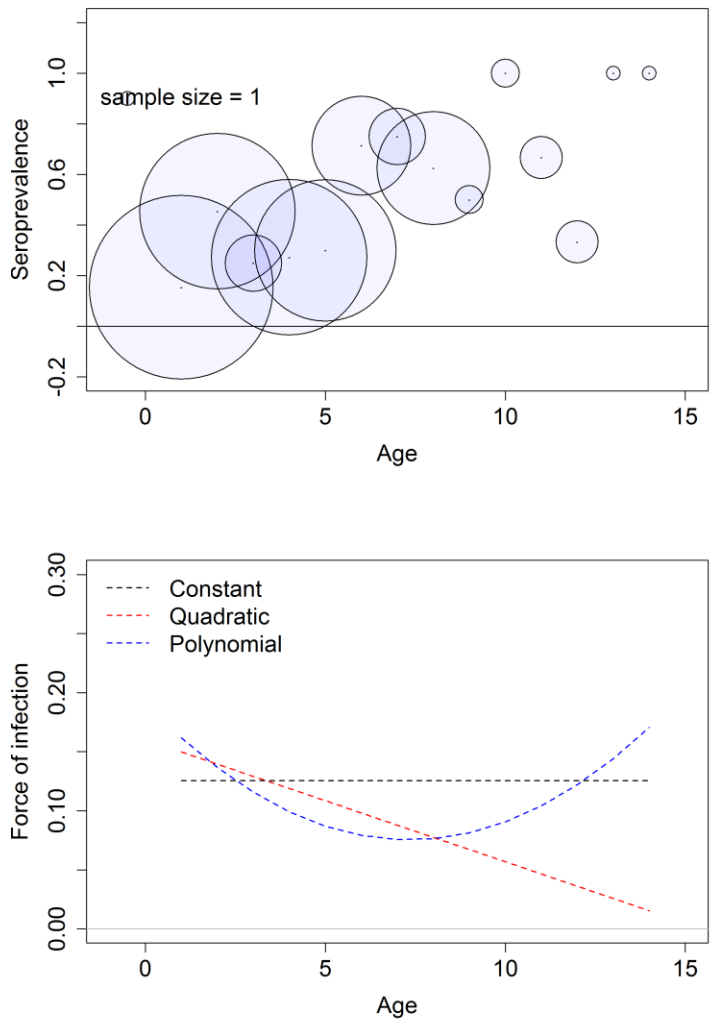 1.0
0.6
0.2
-0.2
Seroprevalence
sample size = 1
0 5 10 15
Age
0.30
0.20
0.10
0.00
Force of infection
Constant
Quadratic
Polynomial
0 5 10 15
Age